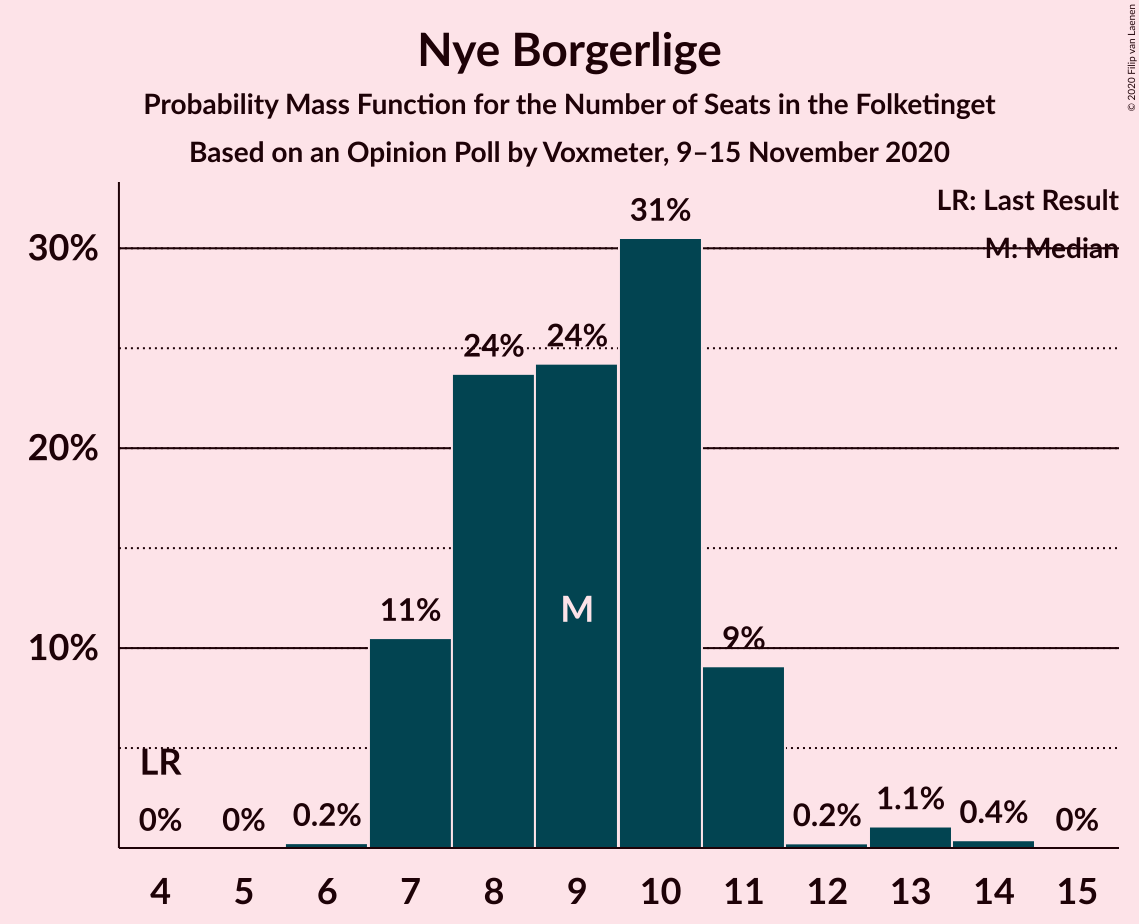 Nye Borgerlige
Probability Mass Function for the Number of Seats in the Folketinget
Based on an Opinion Poll by Voxmeter, 9–15 November 2020
© 2020 Filip van Laenen
LR: Last Result
M: Median
30%
20%
10%
31%
24%
24%
11%
9%
M
LR
0%
0%
0.2%
0.2%
1.1%
0.4%
0%
4 5 6 7 8 9 10 11 12 13 14 15